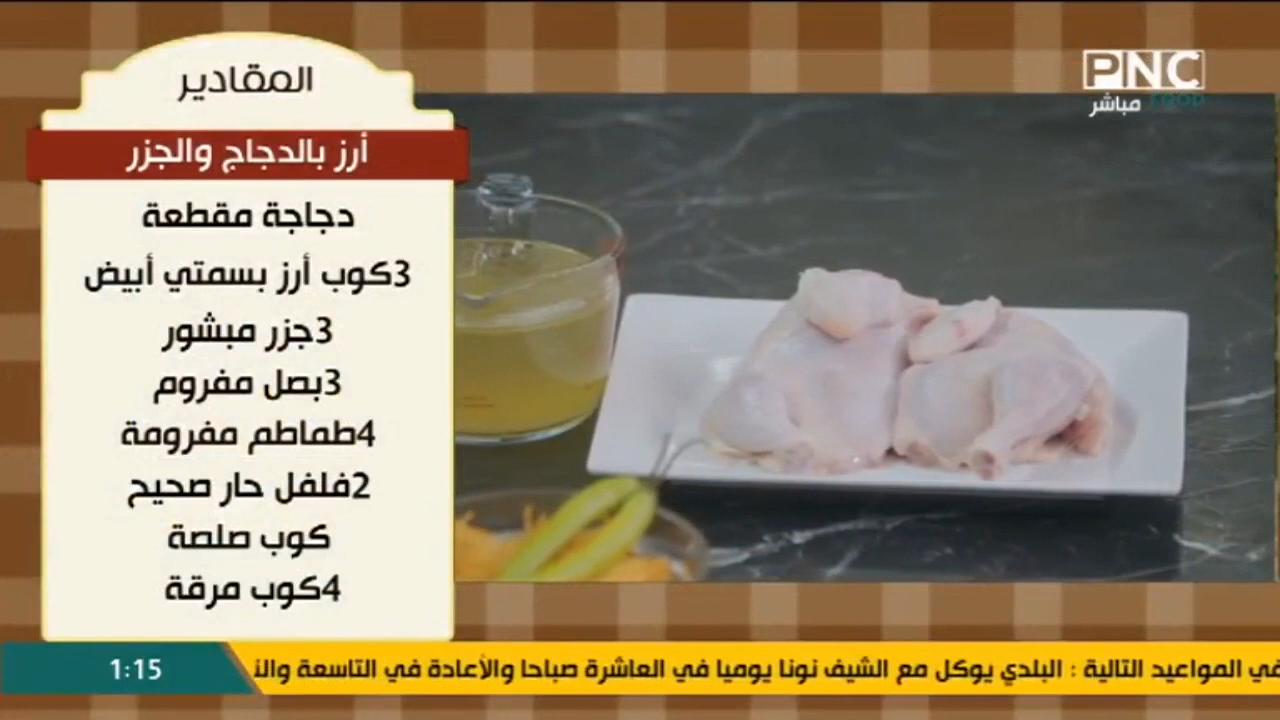 المقادير
أرز بالدجاج والجزر
دجاجة مقطعة
3كوب أرز بسمتي أبيض
3جزر مبشور
3بصل مفروم
4طماطم مفرومة
2فلفل حار صحيح
كوب صلصة
4كوب مرقة
PNC
FOOD
مباشر
1:15
في المواعيد التالية : البلدي يوكل مع الشيف نونا يوميا في العاشرة صباحا والأعادة في التاسعة